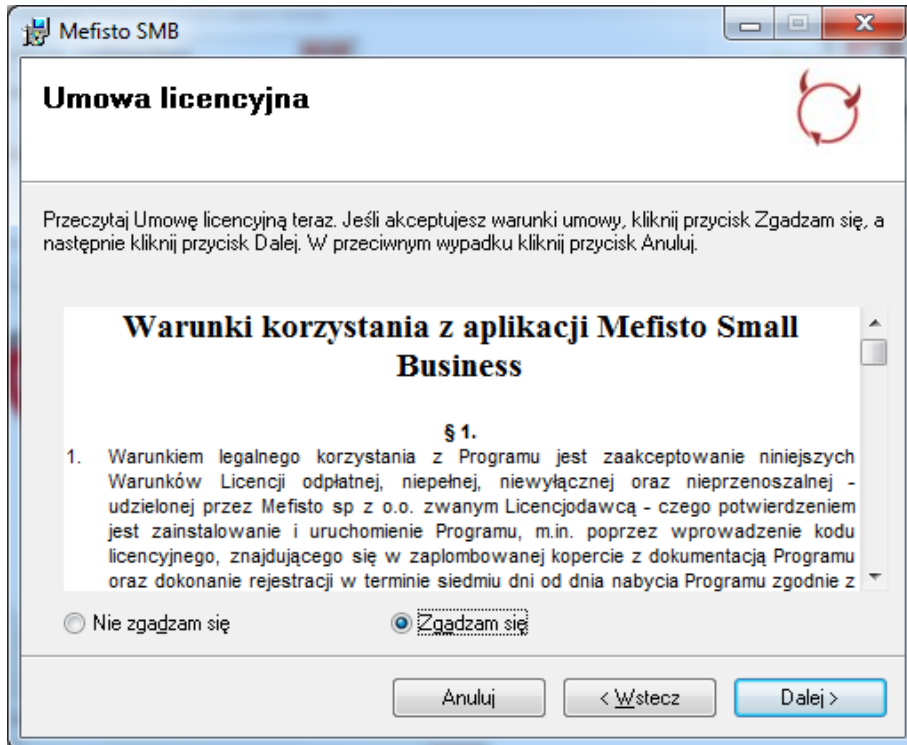 Mefisto SMB
Umowa licencyjna
Przeczytaj Umowę licencyjną teraz. Jeśli akceptujesz warunki umowy, kliknij przycisk Zgadzam się, a
następnie kliknij przycisk Dalej. W przeciwnym wypadku kliknij przycisk Anuluj.
Warunki korzystania z aplikacji Mefisto Small
Business
§ 1.
1. Warunkiem legalnego korzystania z Programu jest zaakceptowanie niniejszych
Warunków Licencji odpłatnej, niepełnej, niewyłącznej oraz nieprzenoszalnej -
udzielonej przez Mefisto sp z o.o. zwanym Licencjodawcą - czego potwierdzeniem
jest zainstalowanie i uruchomienie Programu, m.in. poprzez wprowadzenie kodu
licencyjnego, znajdującego się w zaplombowanej kopercie z dokumentacją Programu
oraz dokonanie rejestracji w terminie siedmiu dni od dnia nabycia Programu zgodnie z
Nie zgadzam się
Zgadzam się
Anuluj
< Wstecz
Dalej >